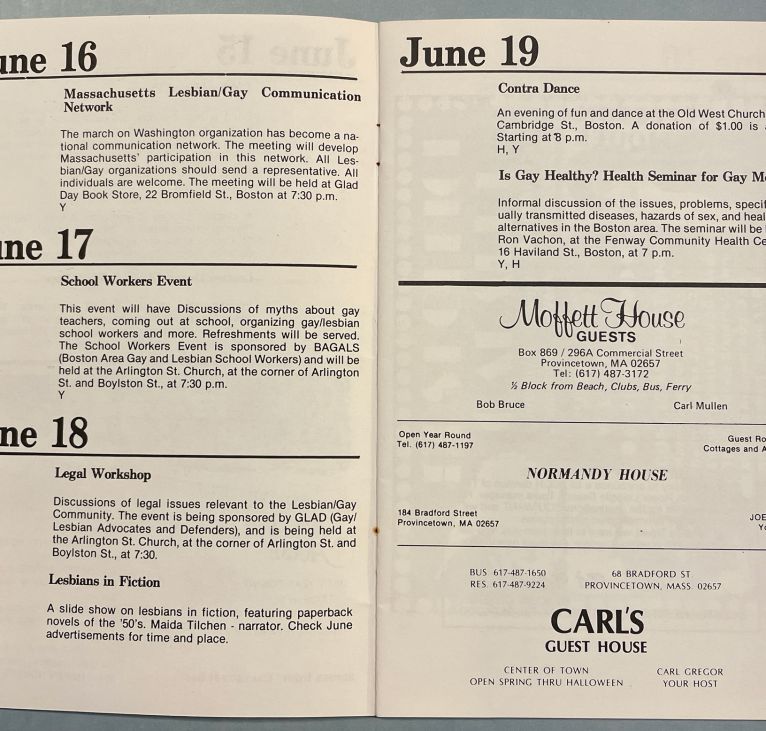 une 16
Massachusetts Lesbian/Gay Communication
Network
The march on Washington organization has become a na-
tional communication network. The meeting will develop
Massachusetts' participation in this network. All Les-
bian/Gay organizations should send a representative. All
individuals are welcome. The meeting will be held at Glad
Day Book Store, 22 Bromfield St., Boston at 7:30 p.m.
Y
une 17
School Workers Event
This event will have Discussions of myths about gay
teachers, coming out at school, organizing gay/lesbian
school workers and more. Refreshments will be served.
The School Workers Event is sponsored by BAGALS
(Boston Area Gay and Lesbian School Workers) and will be
held at the Arlington St. Church, at the corner of Arlington
St. and Boylston St., at 7:30 p.m.
Y
ne 18
Legal Workshop
Discussions of legal issues relevant to the Lesbian/Gay
Community. The event is being sponsored by GLAD (Gay/
Lesbian Advocates and Defenders), and is being held at
the Arlington St. Church, at the corner of Arlington St. and
Boylston St., at 7:30.
Lesbians in Fiction
A slide show on lesbians in fiction, featuring paperback
novels of the '50's. Maida Tilchen - narrator. Check June
advertisements for time and place.
June 19
Contra Dance
An evening of fun and dance at the Old West Church
Cambridge St., Boston. A donation of $1.00 is
Starting at 8 p.m.
H, Y
Is Gay Healthy? Health Seminar for Gay M
Informal discussion of the issues, problems, specif
ually transmitted diseases, hazards of sex, and heal
alternatives in the Boston area. The seminar will be
Ron Vachon, at the Fenway Community Health Ce
16 Haviland St., Boston, at 7 p.m.
Y, H
Moffett House
GUESTS
Box 869 / 296A Commercial Street
Provincetown, MA 02657
Tel: (617) 487-3172
½ Block from Beach, Clubs, Bus, Ferry
Bob Bruce Carl Mullen
Open Year Round Guest Ro
Tel. (617) 487-1197 Cottages and A
NORMANDY HOUSE
184 Bradford Street JOE
Provincetown, MA 02657 Yo
BUS 617-487-1650 68 BRADFORD ST
RES. 617-487-9224 PROVINCETOWN, MASS 02657
CARL'S
GUEST HOUSE
CENTER OF TOWN CARL GREGOR
OPEN SPRING THRU HALLOWEEN YOUR HOST